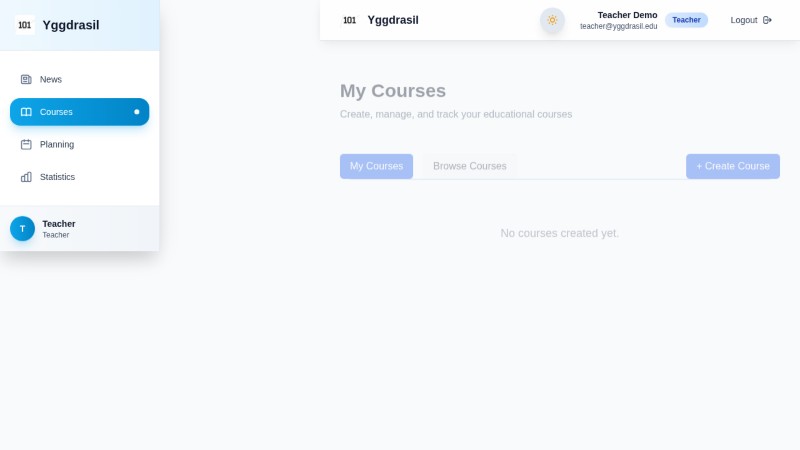 101 Yggdrasil
News
Courses
Planning
Statistics
T
Teacher
Teacher
101 Yggdrasil
Teacher Demo
teacher@yggdrasil.edu
Teacher
Logout
My Courses
Create, manage, and track your educational courses
My Courses
Browse Courses
+ Create Course
No courses created yet.